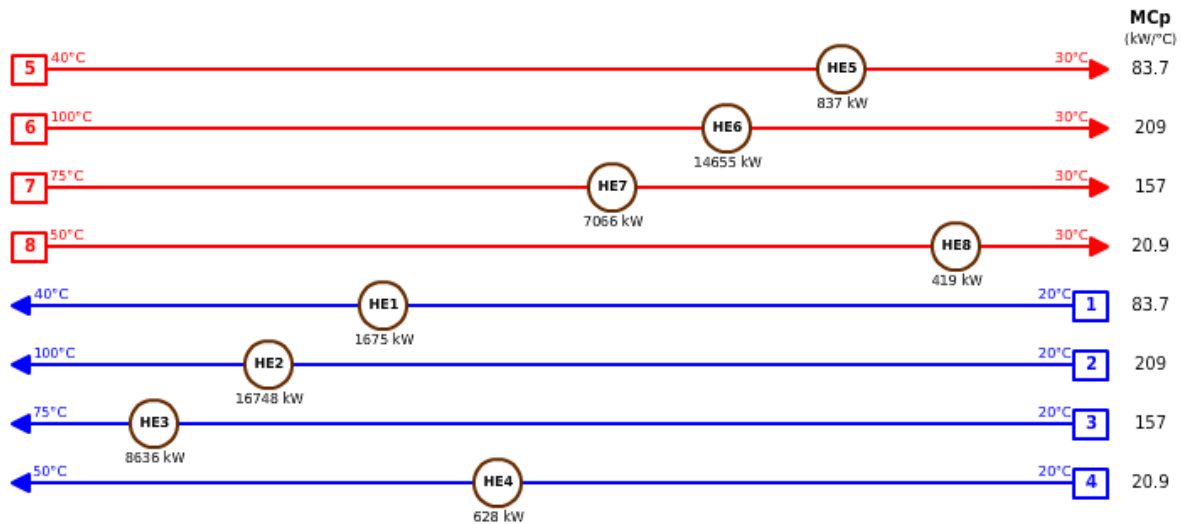 MCp
(kW/°C)
5 40°C HE5 30°C 83.7
837 kW
6 100°C HE6 30°C 209
14655 kW
7 75°C HE7 30°C 157
7066 kW
8 50°C HE8 30°C 20.9
419 kW
40°C HE1 20°C 1 83.7
1675 kW
100°C HE2 20°C 2 209
16748 kW
75°C HE3 20°C 3 157
8636 kW
50°C HE4 20°C 4 20.9
628 kW